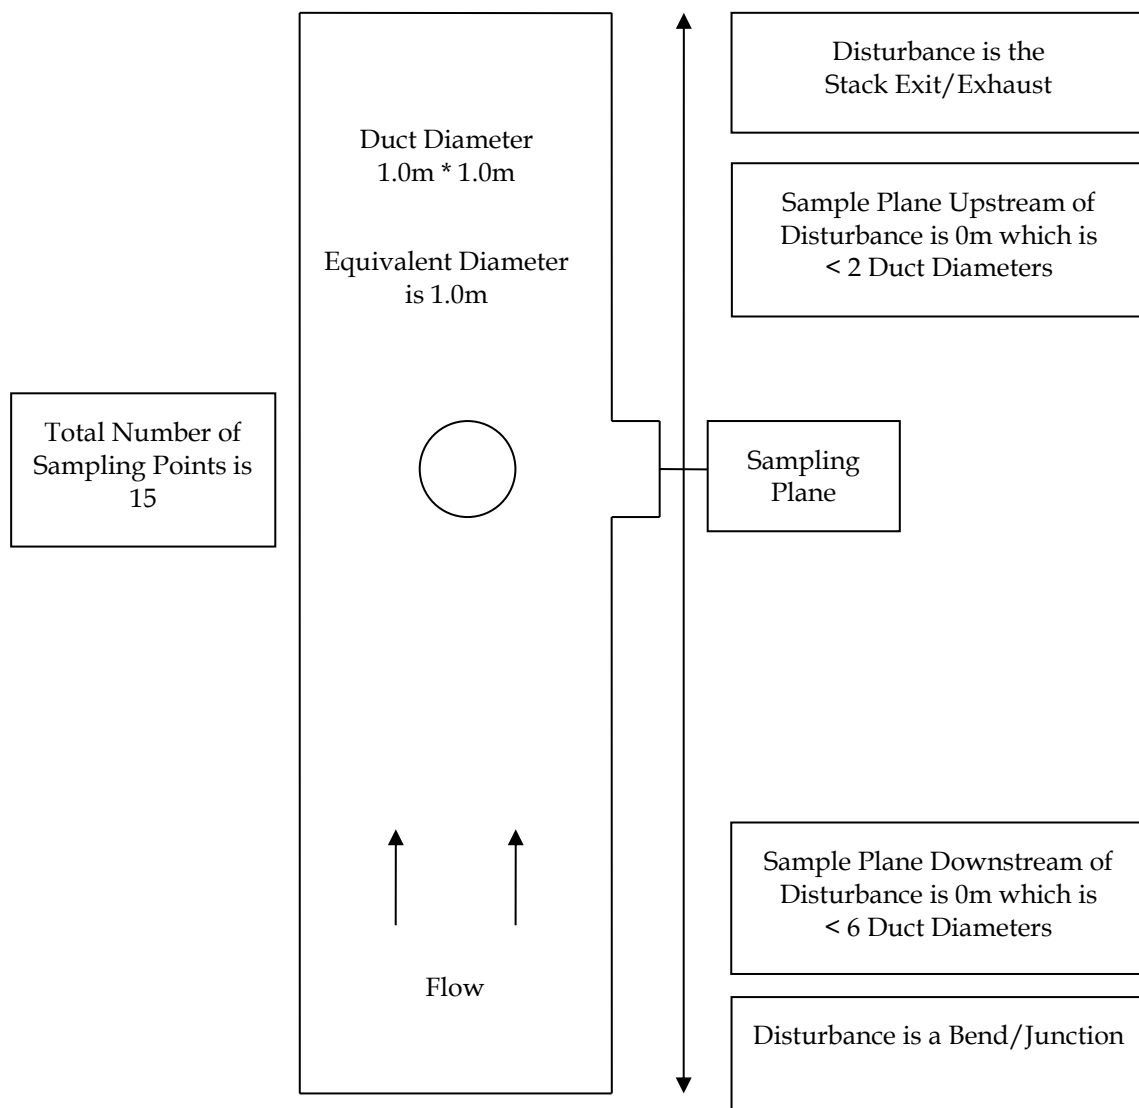 Disturbance is the
Stack Exit/Exhaust
Duct Diameter
1.0m * 1.0m
Sample Plane Upstream of
Disturbance is 0m which is
< 2 Duct Diameters
Equivalent Diameter
is 1.0m
Total Number of
Sampling Points is
15
Sampling
Plane
Sample Plane Downstream of
Disturbance is 0m which is
< 6 Duct Diameters
Flow
Disturbance is a Bend/Junction